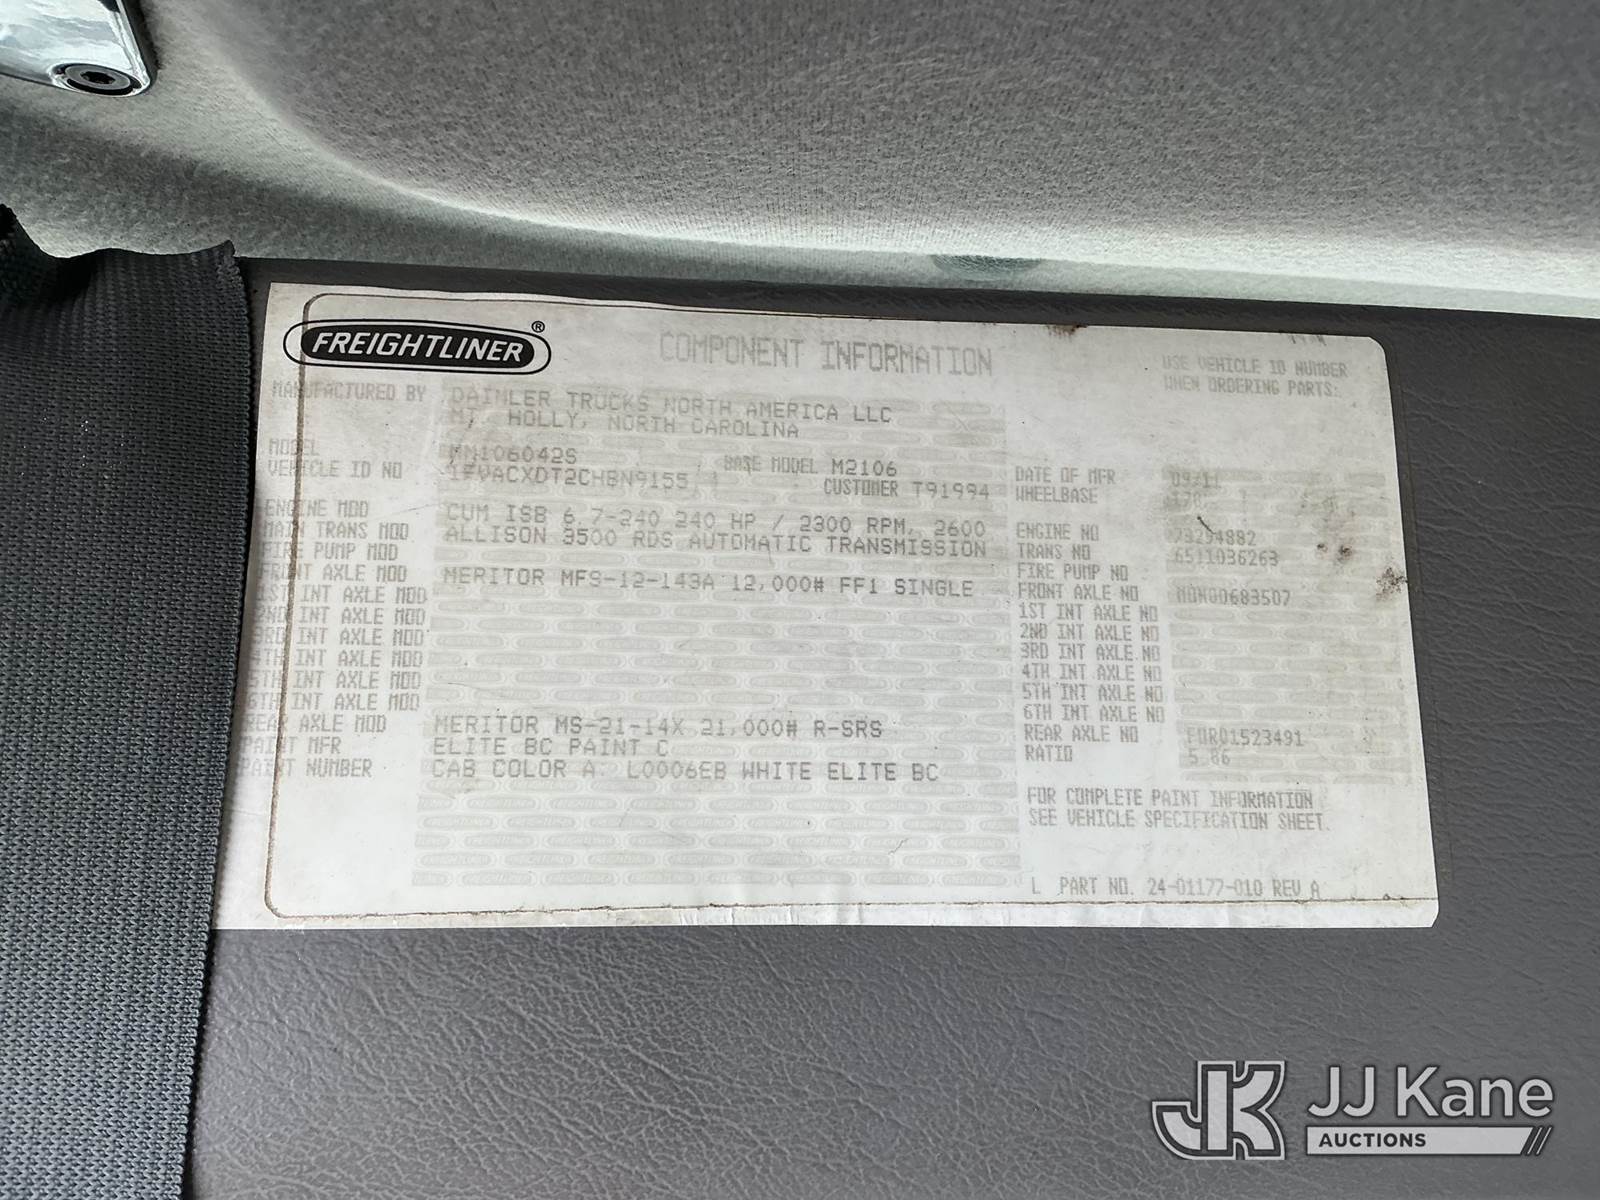 FREIGHTLINER ®
COMPONENT INFORMATION
USE VEHICLE ID NUMBER
WHEN ORDERING PARTS:
MANUFACTURED BY DAIMLER TRUCKS NORTH AMERICA LLC
MT. HOLLY, NORTH CAROLINA
MODEL MM106042S BASE MODEL M2106
VEHICLE ID NO 1FVACXDT2CHBN9155 CUSTOMER T91994
DATE OF MFR 09/11
WHEELBASE 170
ENGINE MOD CUM ISB 6.7-240 240 HP / 2300 RPM, 2600
MAIN TRANS MOD ALLISON 3500 RDS AUTOMATIC TRANSMISSION
FIRE PUMP MOD
FRONT AXLE MOD MERITOR MFS-12-143A 12,000# FF1 SINGLE
1ST INT AXLE MOD
2ND INT AXLE MOD
3RD INT AXLE MOD
4TH INT AXLE MOD
5TH INT AXLE MOD
6TH INT AXLE MOD
REAR AXLE MOD MERITOR MS-21-14X 21,000# R-SRS
PAINT MFR ELITE BC PAINT C
PAINT NUMBER CAB COLOR A: L0006EB WHITE ELITE BC
ENGINE NO 73294882
TRANS NO 6511036263
FIRE PUMP NO
FRONT AXLE NO
1ST INT AXLE NO
2ND INT AXLE NO
3RD INT AXLE NO
4TH INT AXLE NO
5TH INT AXLE NO
6TH INT AXLE NO
REAR AXLE NO
RATIO 5.86
FOR COMPLETE PAINT INFORMATION
SEE VEHICLE SPECIFICATION SHEET.
L PART NO. 24-01177-010 REV A
JK JJ Kane
AUCTIONS